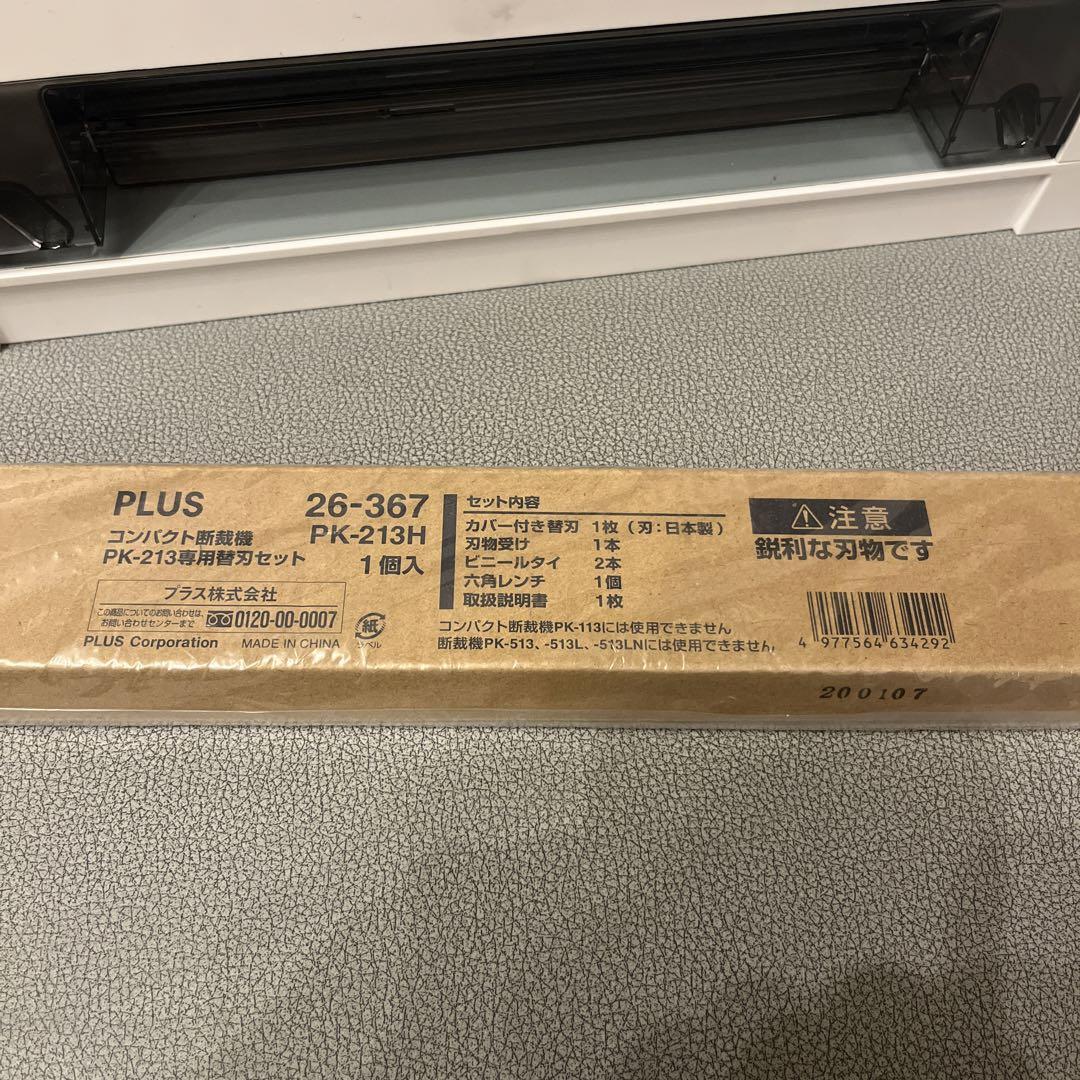 PLUS
26-367
コンパクト断裁機
PK-213H
PK-213専用替刃セット
1個入
プラス株式会社
この商品についてのお問い合わせは、
お問い合わせセンターまで
0120-00-0007
PLUS Corporation
MADE IN CHINA
紙
ラベル
セット内容
カバー付き替刃 1枚(刃:日本製)
刃物受け 1本
ビニールタイ 2本
六角レンチ 1個
取扱説明書 1枚
コンパクト断裁機PK-113には使用できません
断裁機PK-513、-513L、-513LNには使用できません
注意
鋭利な刃物です
4 977564 634292
200107